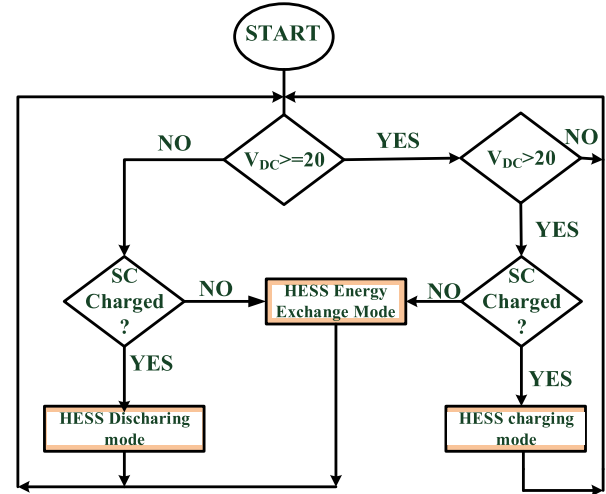 START
NO
YES
NO
V_DC>=20
V_DC>20
YES
SC
Charged
?
NO
HESS Energy
Exchange Mode
NO
SC
Charged
?
YES
YES
HESS Discharing
mode
HESS charging
mode